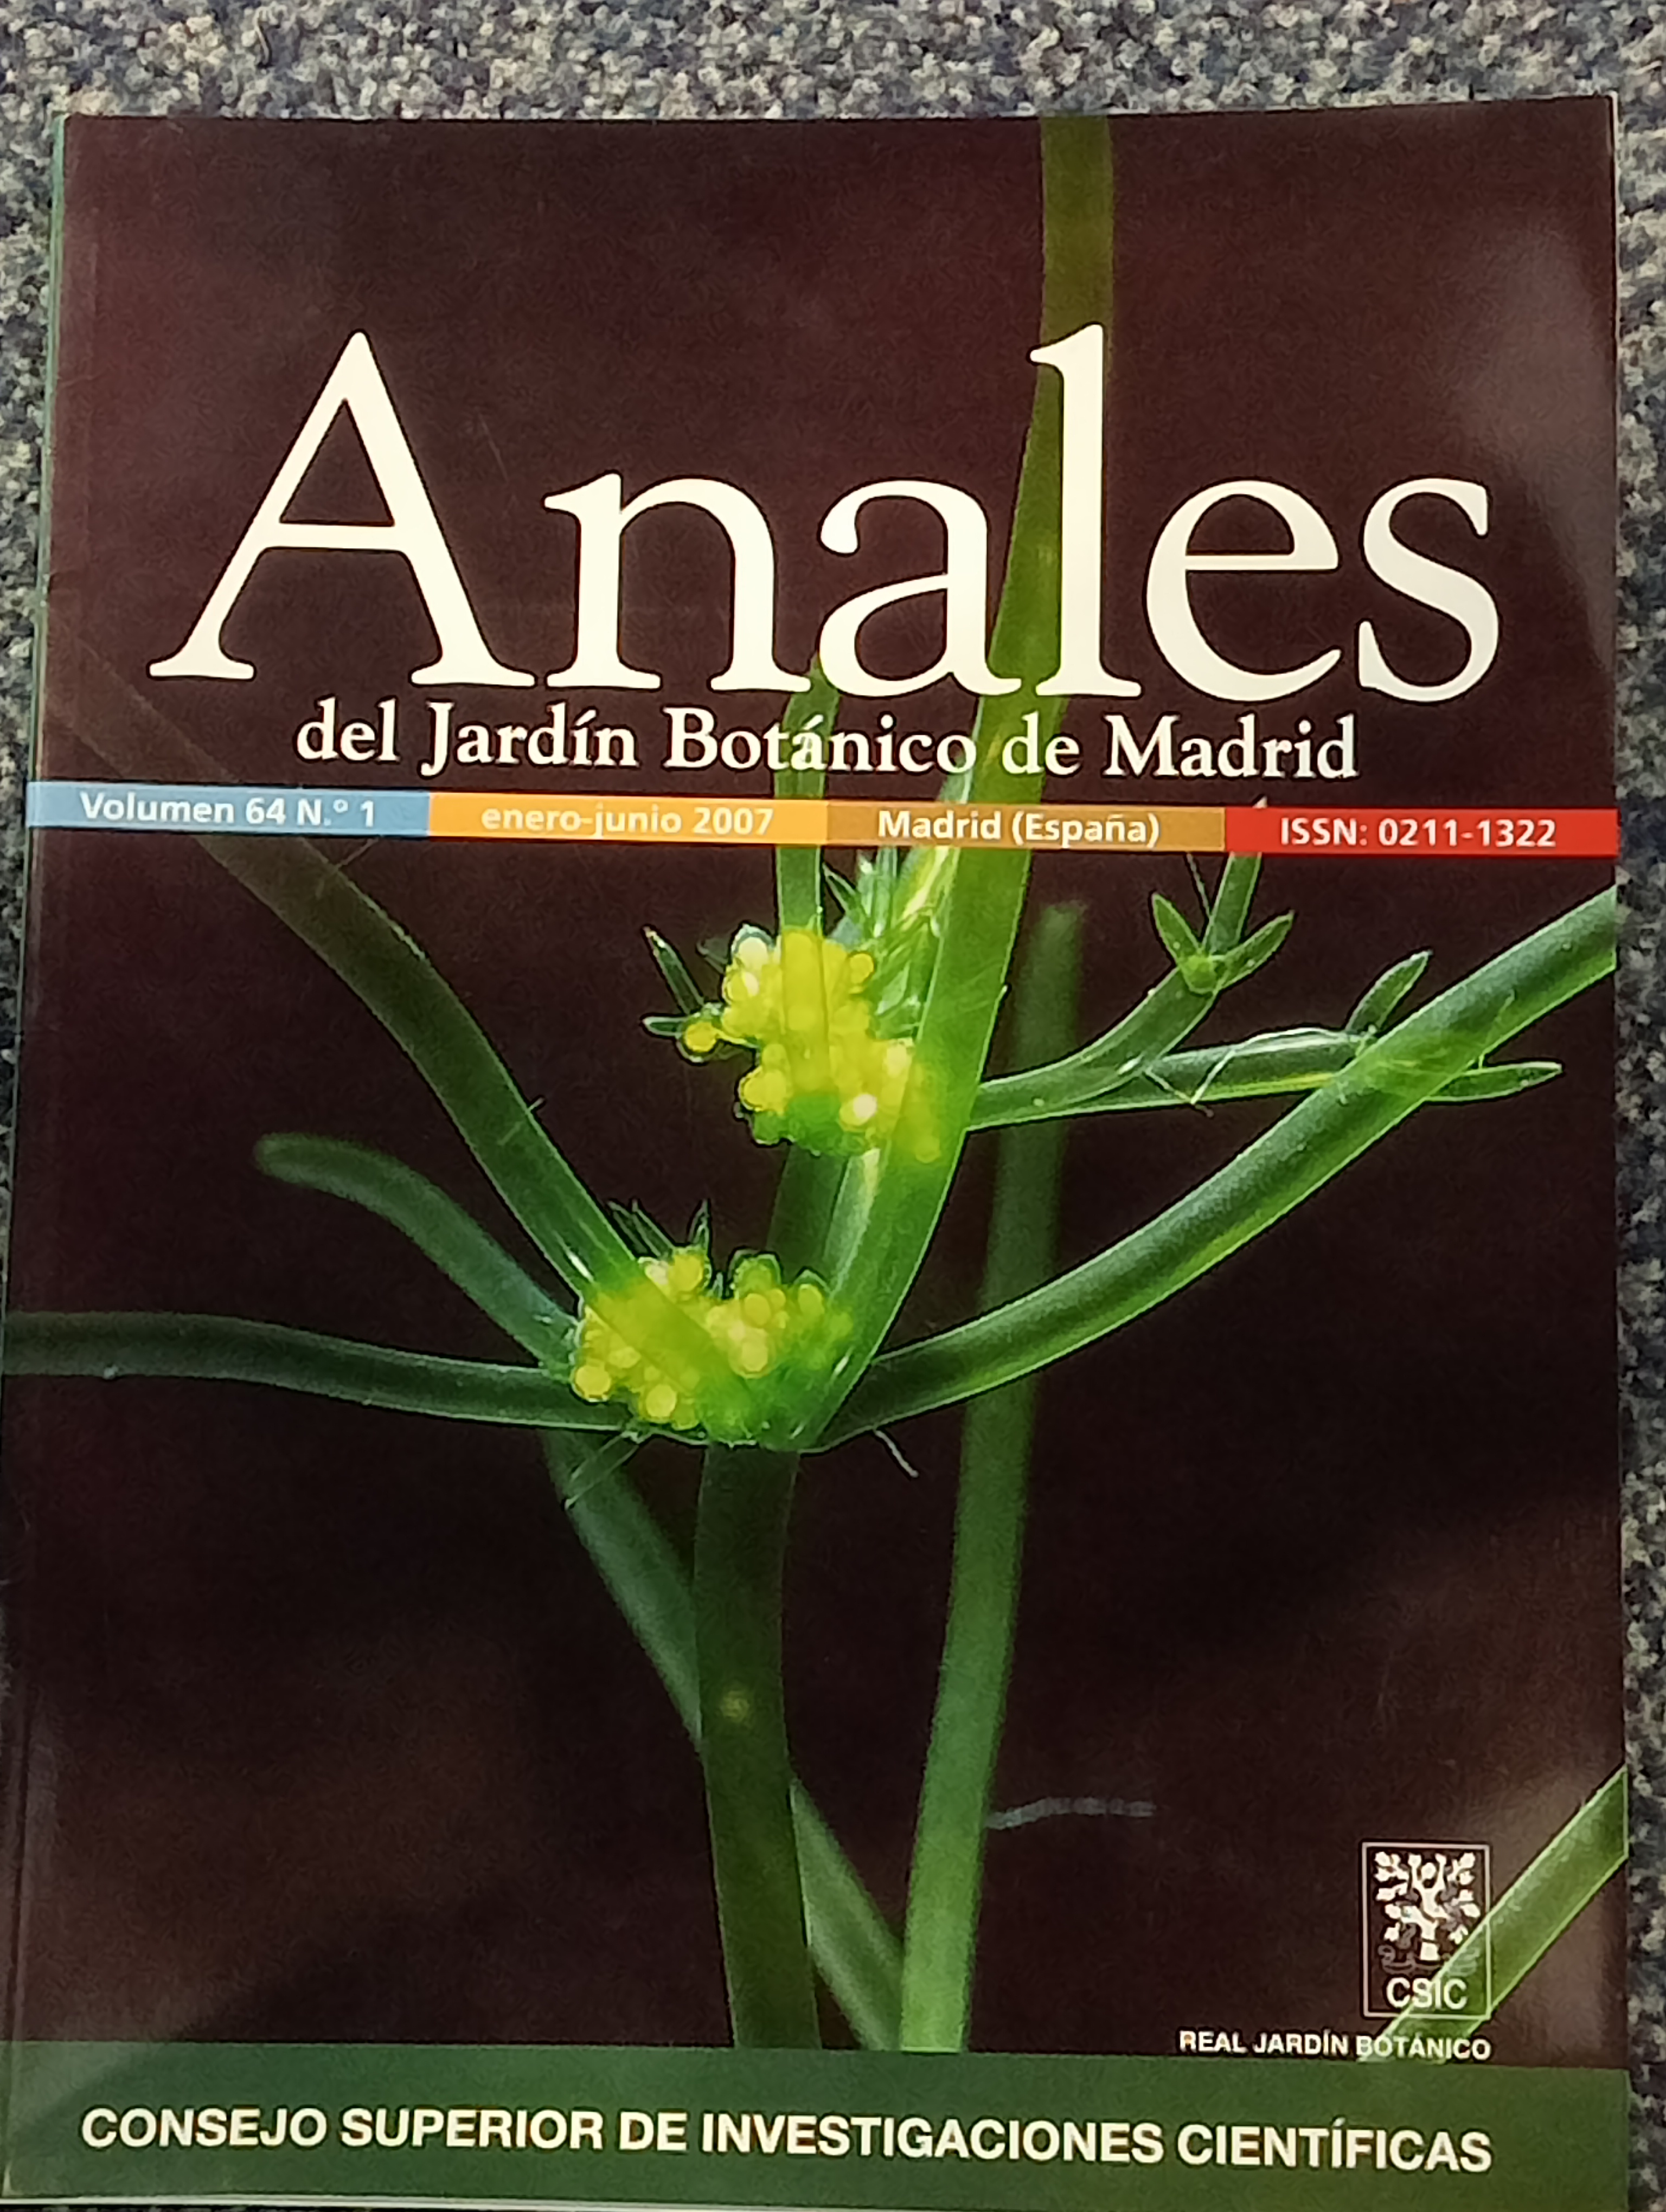 Anales
del Jardín Botánico de Madrid
Volumen 64 N.º 1 enero-junio 2007 Madrid (España) ISSN: 0211-1322
CSIC
REAL JARDÍN BOTÁNICO
CONSEJO SUPERIOR DE INVESTIGACIONES CIENTÍFICAS